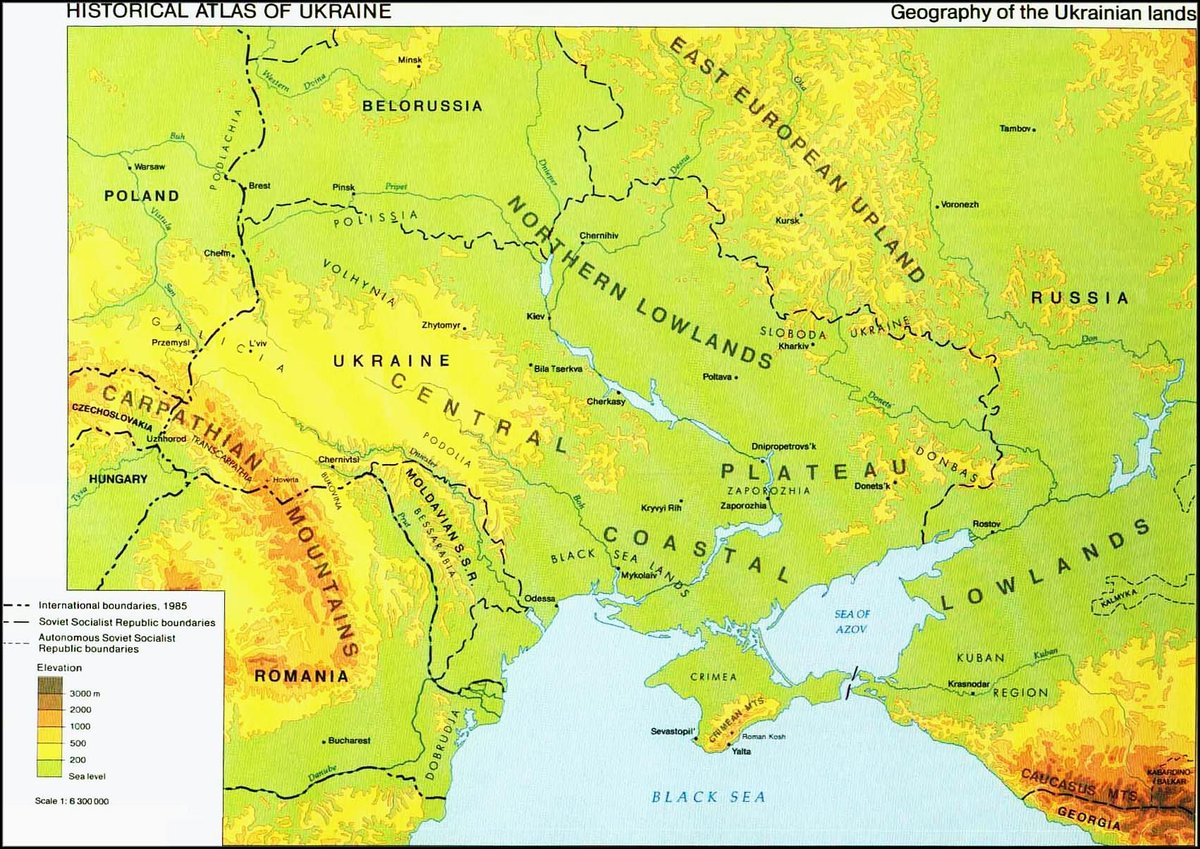 HISTORICAL ATLAS OF UKRAINE
Geography of the Ukrainian lands
Minsk
Western Dvina
BELORUSSIA
EAST EUROPEAN UPLAND
Oka
Tambov
PODLACHIA
Buh
Warsaw
POLAND
Vistula
Brest
Pinsk
Pripet
Dnieper
Desna
Kursk
Voronezh
POLISSIA
Chernihiv
NORTHERN LOWLANDS
Chełm
San
VOLHYNIA
RUSSIA
Kiev
SLOBODA UKRAINE
Kharkiv
Don
GALICIA
Przemyśl
L'viv
Zhytomyr
UKRAINE
Bila Tserkva
Poltava
Cherkasy
Donets
CARPATHIAN MOUNTAINS
CZECHOSLOVAKIA
Uzhhorod
TRANSCARPATHIA
CENTRAL PLATEAU
PODOLIA
Dniester
Chernivtsi
BUKOVINA
Hoverla
HUNGARY
Tysa
Dnipropetrovs'k
DONBAS
Donets'k
ZAPOROZHIA
Zaporozhia
Kryvyi Rih
Boh
MOLDAVIAN S.S.R.
BESSARABIA
Prut
Rostov
COASTAL LOWLANDS
BLACK SEA LANDS
Mykolaiv
Odessa
KALMYKA
SEA OF
AZOV
KUBAN REGION
Kuban
Krasnodar
CRIMEA
CRIMEAN MTS.
Roman Kosh
Sevastopil'
Yalta
ROMANIA
Bucharest
Danube
DOBRUDJA
BLACK SEA
CAUCASUS MTS.
KABARDINO-
BALKAR
GEORGIA
International boundaries, 1985
Soviet Socialist Republic boundaries
Autonomous Soviet Socialist
Republic boundaries
Elevation
3000 m
2000
1000
500
200
Sea level
Scale 1: 6 300 000